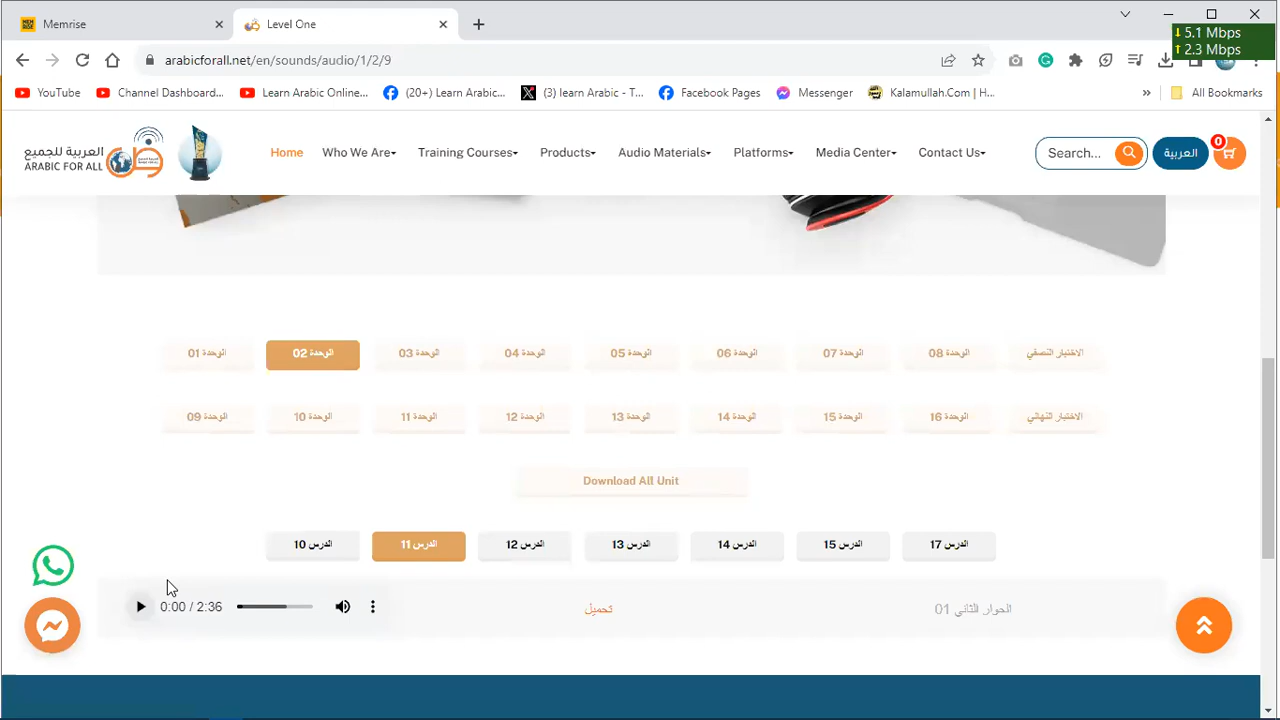 Memrise
Level One
5.1 Mbps
2.3 Mbps
arabicforall.net/en/sounds/audio/1/2/9
YouTube
Channel Dashboard...
Learn Arabic Online...
(20+) Learn Arabic...
(3) learn Arabic - T...
Facebook Pages
Messenger
Kalamullah.Com | H...
»
All Bookmarks
العربية للجميع
ARABIC FOR ALL
Home
Who We Are
Training Courses
Products
Audio Materials
Platforms
Media Center
Contact Us
Search...
العربية
0
الوحدة 01
الوحدة 02
الوحدة 03
الوحدة 04
الوحدة 05
الوحدة 06
الوحدة 07
الوحدة 08
الاختبار النصفي
الوحدة 09
الوحدة 10
الوحدة 11
الوحدة 12
الوحدة 13
الوحدة 14
الوحدة 15
الوحدة 16
الاختبار النهائي
Download All Unit
الدرس 10
الدرس 11
الدرس 12
الدرس 13
الدرس 14
الدرس 15
الدرس 17
0:00 / 2:36
تحميل
الحوار الثاني 01